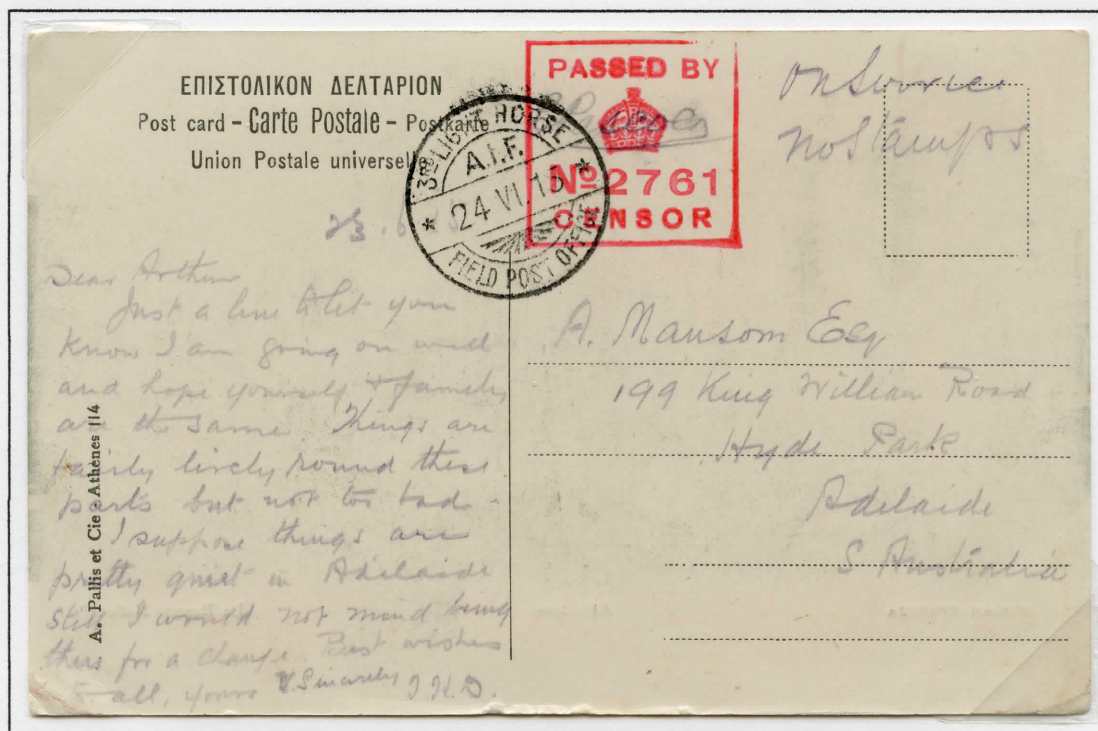 ΕΠΙΣΤΟΛΙΚΟΝ ΔΕΛΤΑΡΙΟΝ
Post card – Carte Postale – Postkarte
Union Postale universelle
PASSED BY
No 2761
CENSOR
3RD LIGHT HORSE
A.I.F.
24 VI 15
FIELD POST OFFICE
On Service
No Stamps
23.6.15
Dear Arthur
Just a line to let you
know I am going on well
and hope yourself & family
are the same Things are
fairly lively round these
parts but not too bad -
I suppose things are
pretty quiet in Adelaide
Still I would not mind being
there for a change Best wishes
to all, yours V. Sincerely
A. Pallis et Cie - Athènes 114
A. Mansom Esq
199 King William Road
Hyde Park
Adelaide
S Australia